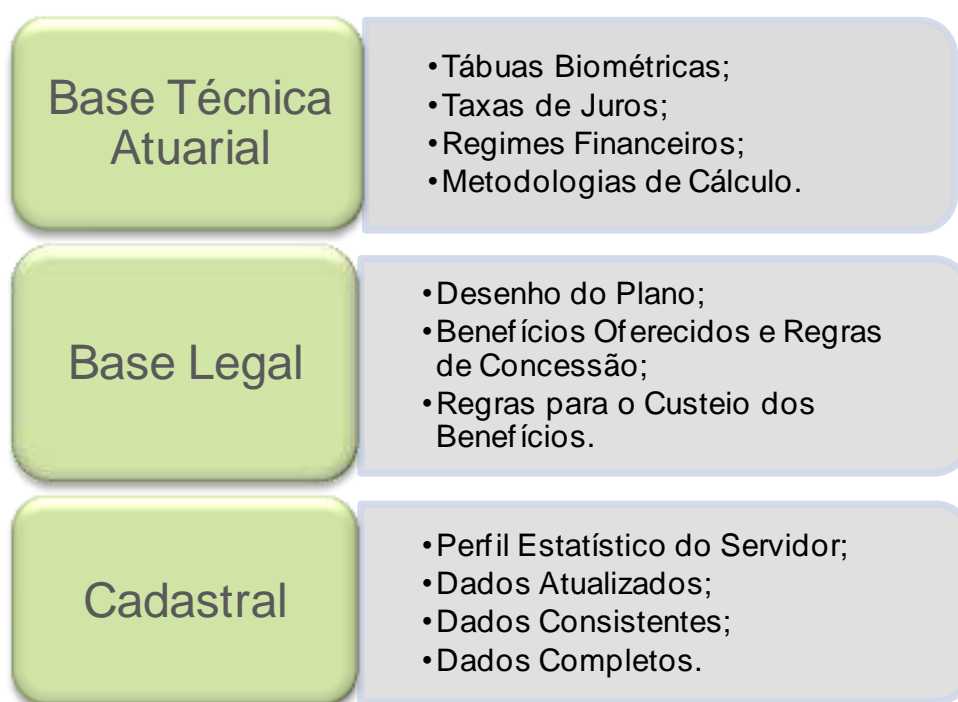 Base Técnica
Atuarial
•Tábuas Biométricas;
•Taxas de Juros;
•Regimes Financeiros;
•Metodologias de Cálculo.
Base Legal
•Desenho do Plano;
•Benefícios Oferecidos e Regras
de Concessão;
•Regras para o Custeio dos
Benefícios.
Cadastral
•Perfil Estatístico do Servidor;
•Dados Atualizados;
•Dados Consistentes;
•Dados Completos.